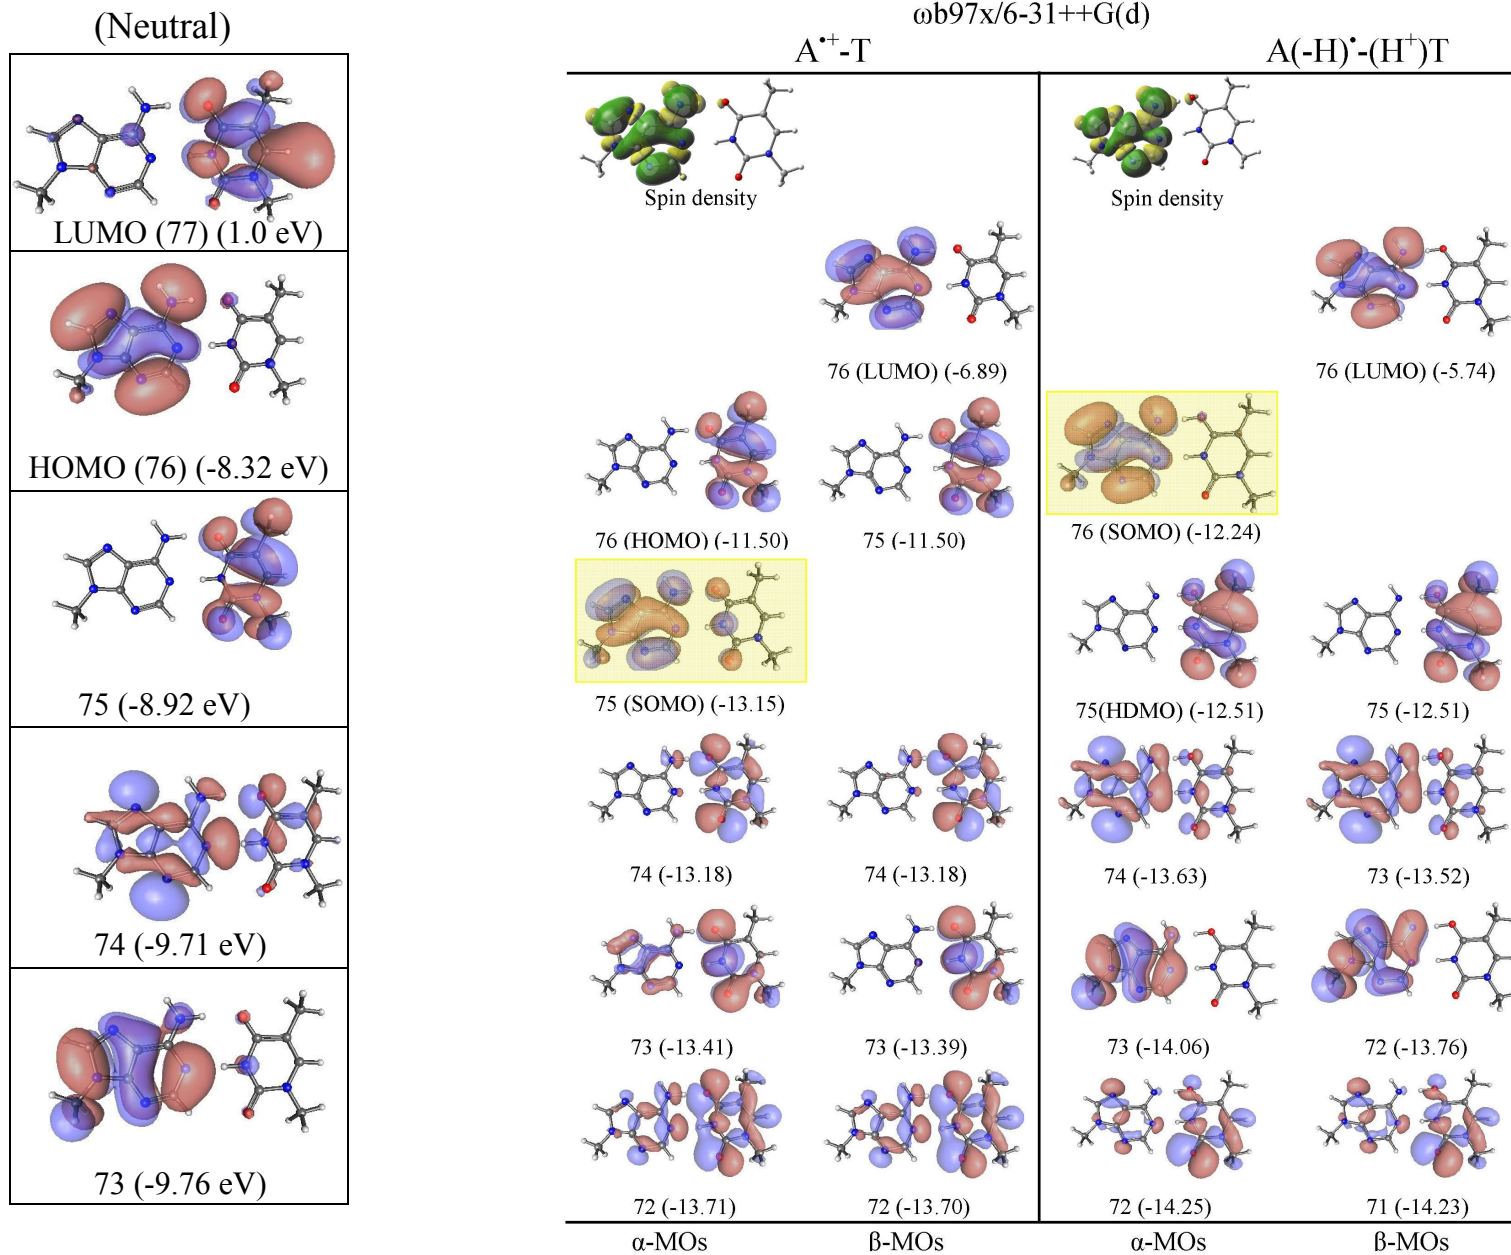 (Neutral)
LUMO (77) (1.0 eV)
HOMO (76) (-8.32 eV)
75 (-8.92 eV)
74 (-9.71 eV)
73 (-9.76 eV)
ωb97x/6-31++G(d)
A•+-T
A(-H)•-(H+)T
Spin density
Spin density
76 (LUMO) (-6.89)
76 (LUMO) (-5.74)
76 (HOMO) (-11.50)
75 (-11.50)
76 (SOMO) (-12.24)
75 (SOMO) (-13.15)
75(HDMO) (-12.51)
75 (-12.51)
74 (-13.18)
74 (-13.18)
74 (-13.63)
73 (-13.52)
73 (-13.41)
73 (-13.39)
73 (-14.06)
72 (-13.76)
72 (-13.71)
72 (-13.70)
72 (-14.25)
71 (-14.23)
α-MOs
β-MOs
α-MOs
β-MOs